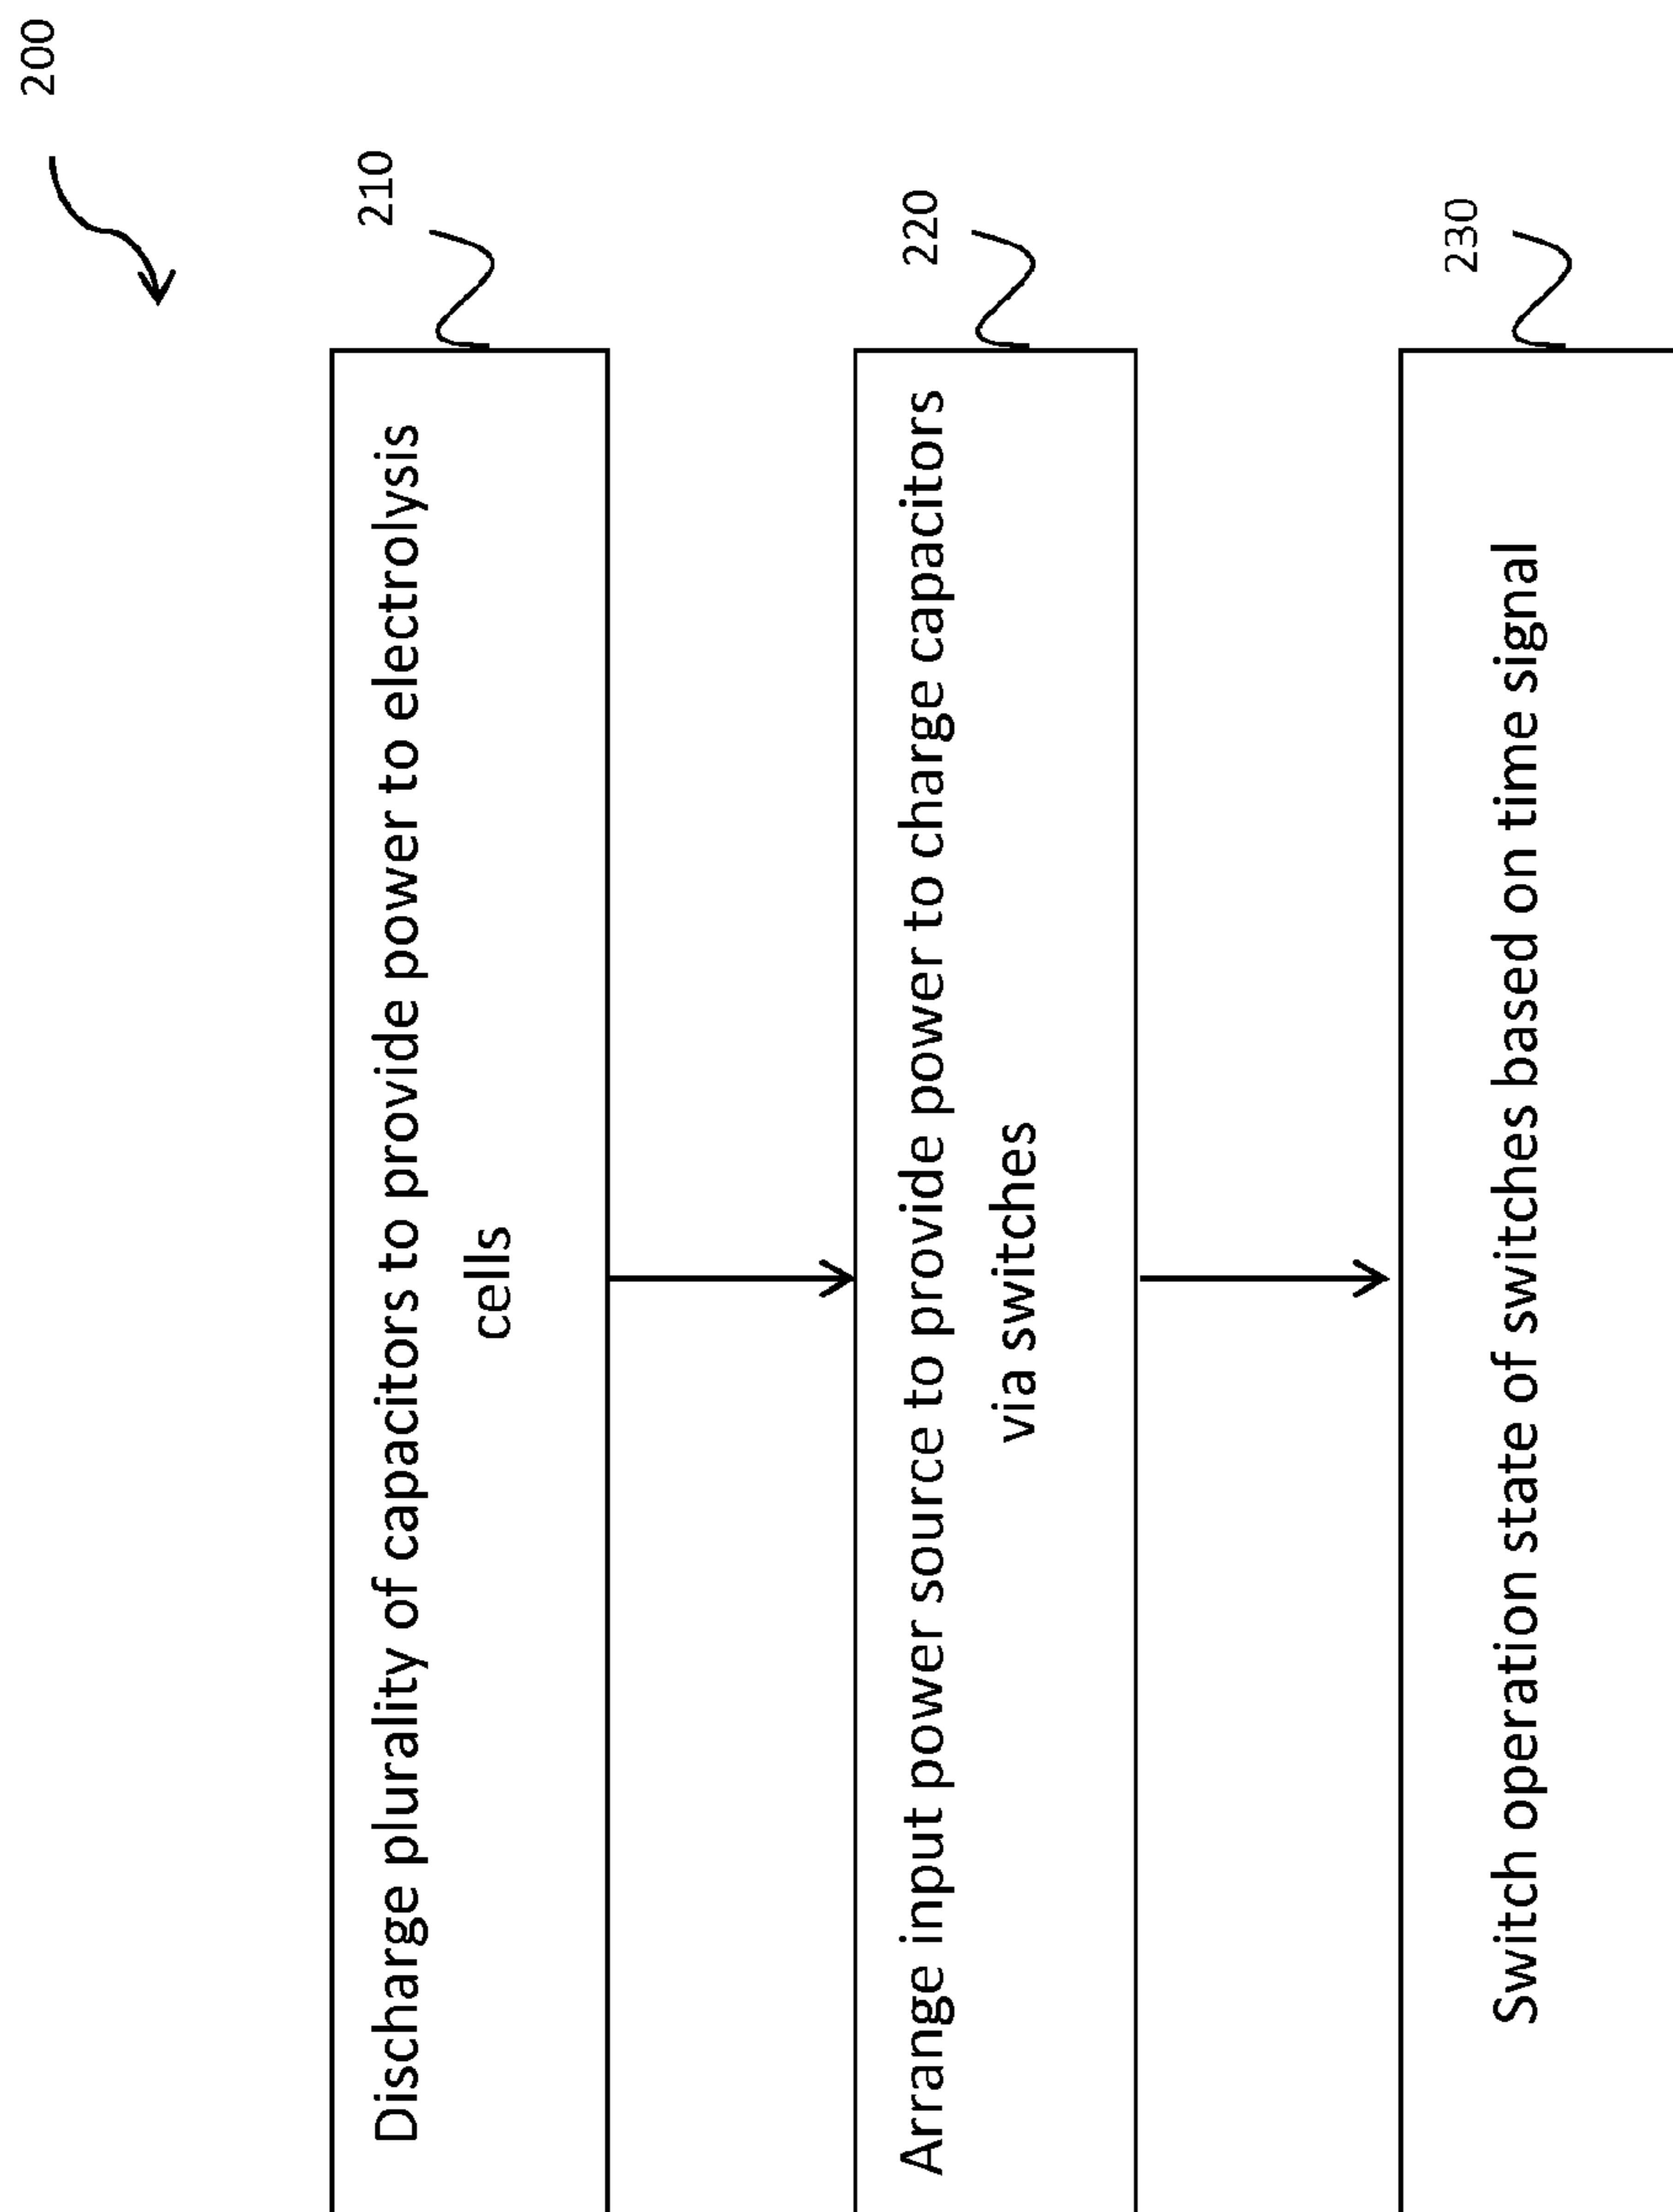 200
210
Discharge plurality of capacitors to provide power to electrolysis
cells
220
Arrange input power source to provide power to charge capacitors
via switches
230
Switch operation state of switches based on time signal